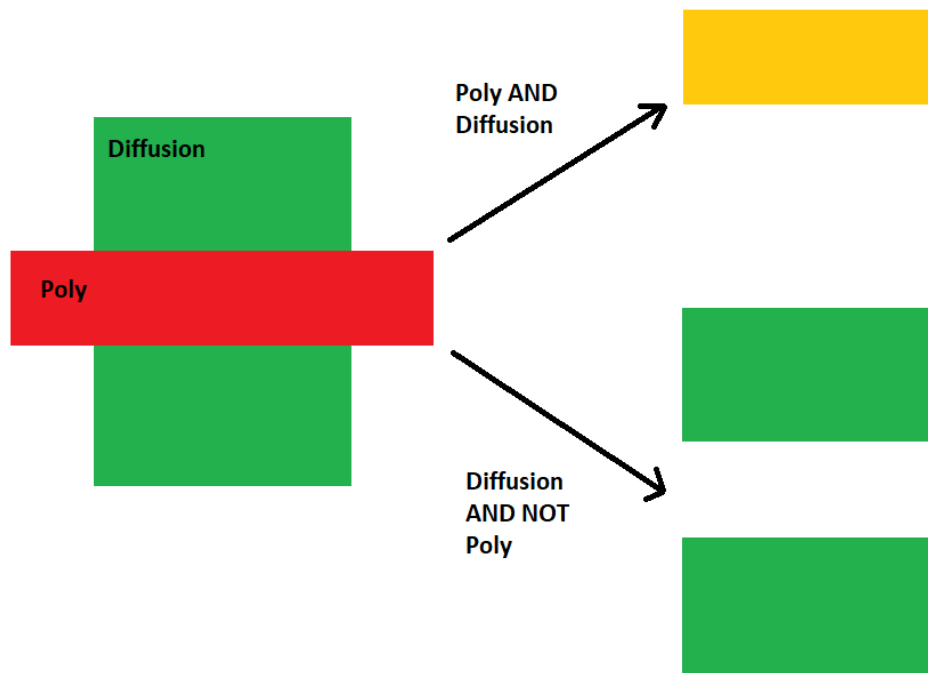 Diffusion
Poly
Poly AND
Diffusion
Diffusion
AND NOT
Poly